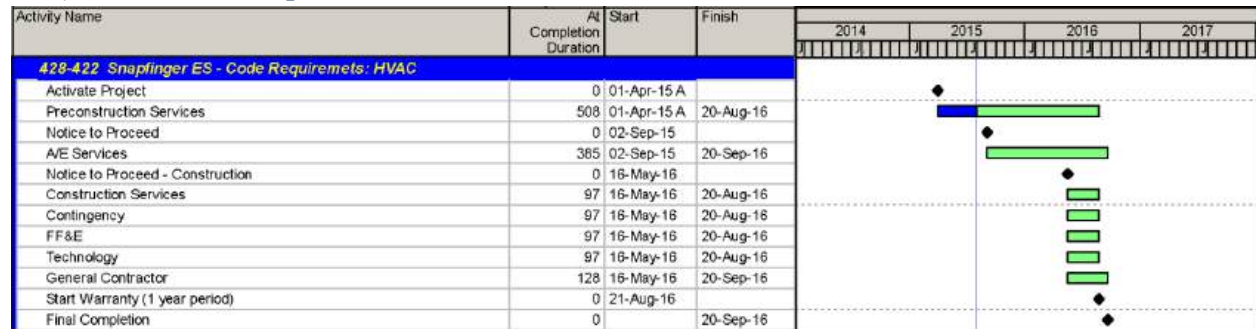 Activity Name At Start Finish
Completion
Duration
2014 2015 2016 2017
J J J J J J J
428-422 Snapfinger ES - Code Requiremets: HVAC
Activate Project 0 01-Apr-15 A
Preconstruction Services 508 01-Apr-15 A 20-Aug-16
Notice to Proceed 0 02-Sep-15
A/E Services 385 02-Sep-15 20-Sep-16
Notice to Proceed - Construction 0 16-May-16
Construction Services 97 16-May-16 20-Aug-16
Contingency 97 16-May-16 20-Aug-16
FF&E 97 16-May-16 20-Aug-16
Technology 97 16-May-16 20-Aug-16
General Contractor 128 16-May-16 20-Sep-16
Start Warranty (1 year period) 0 21-Aug-16
Final Completion 0 20-Sep-16